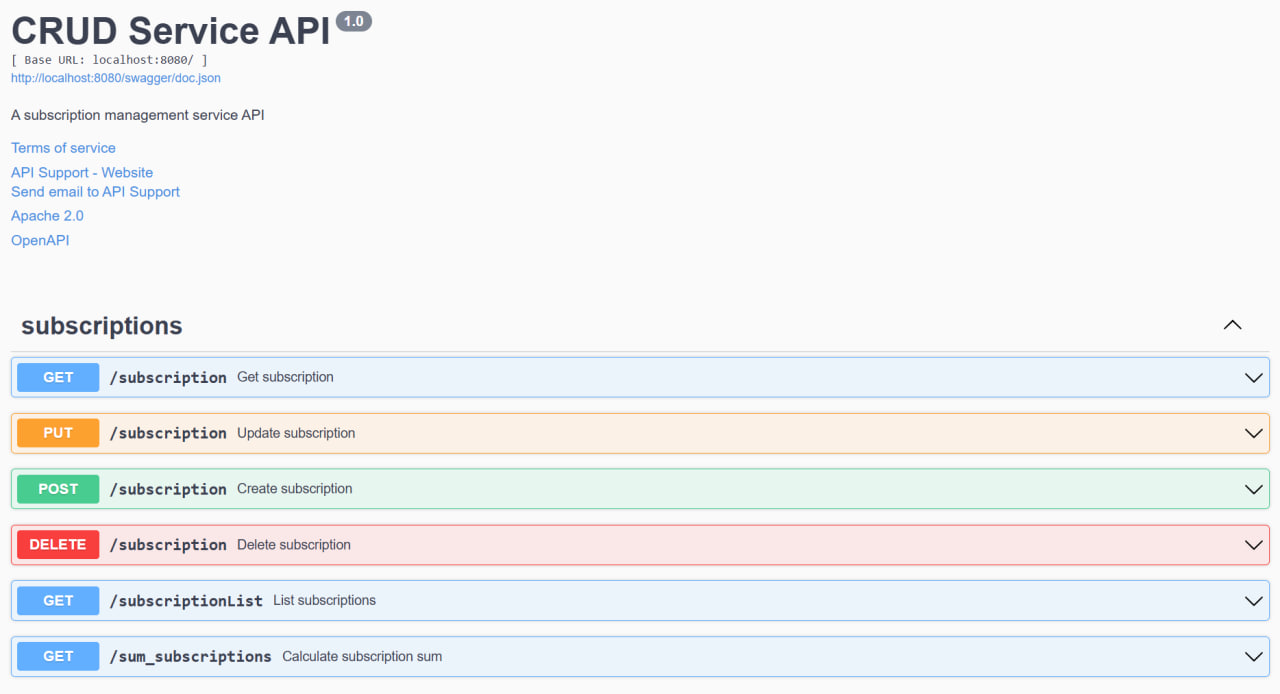 CRUD Service API 1.0
[ Base URL: localhost:8080/ ]
http://localhost:8080/swagger/doc.json
A subscription management service API
Terms of service
API Support - Website
Send email to API Support
Apache 2.0
OpenAPI
subscriptions
GET /subscription Get subscription
PUT /subscription Update subscription
POST /subscription Create subscription
DELETE /subscription Delete subscription
GET /subscriptionList List subscriptions
GET /sum_subscriptions Calculate subscription sum